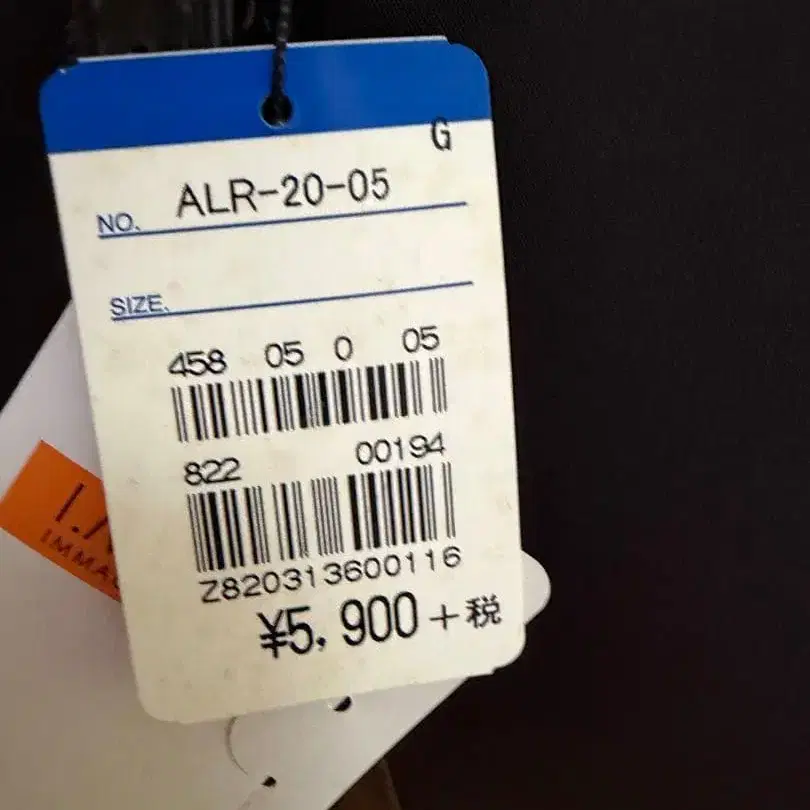 G
NO. ALR-20-05
SIZE.
458 05 0 05
822 00194
Z820313600116
¥5,900+税